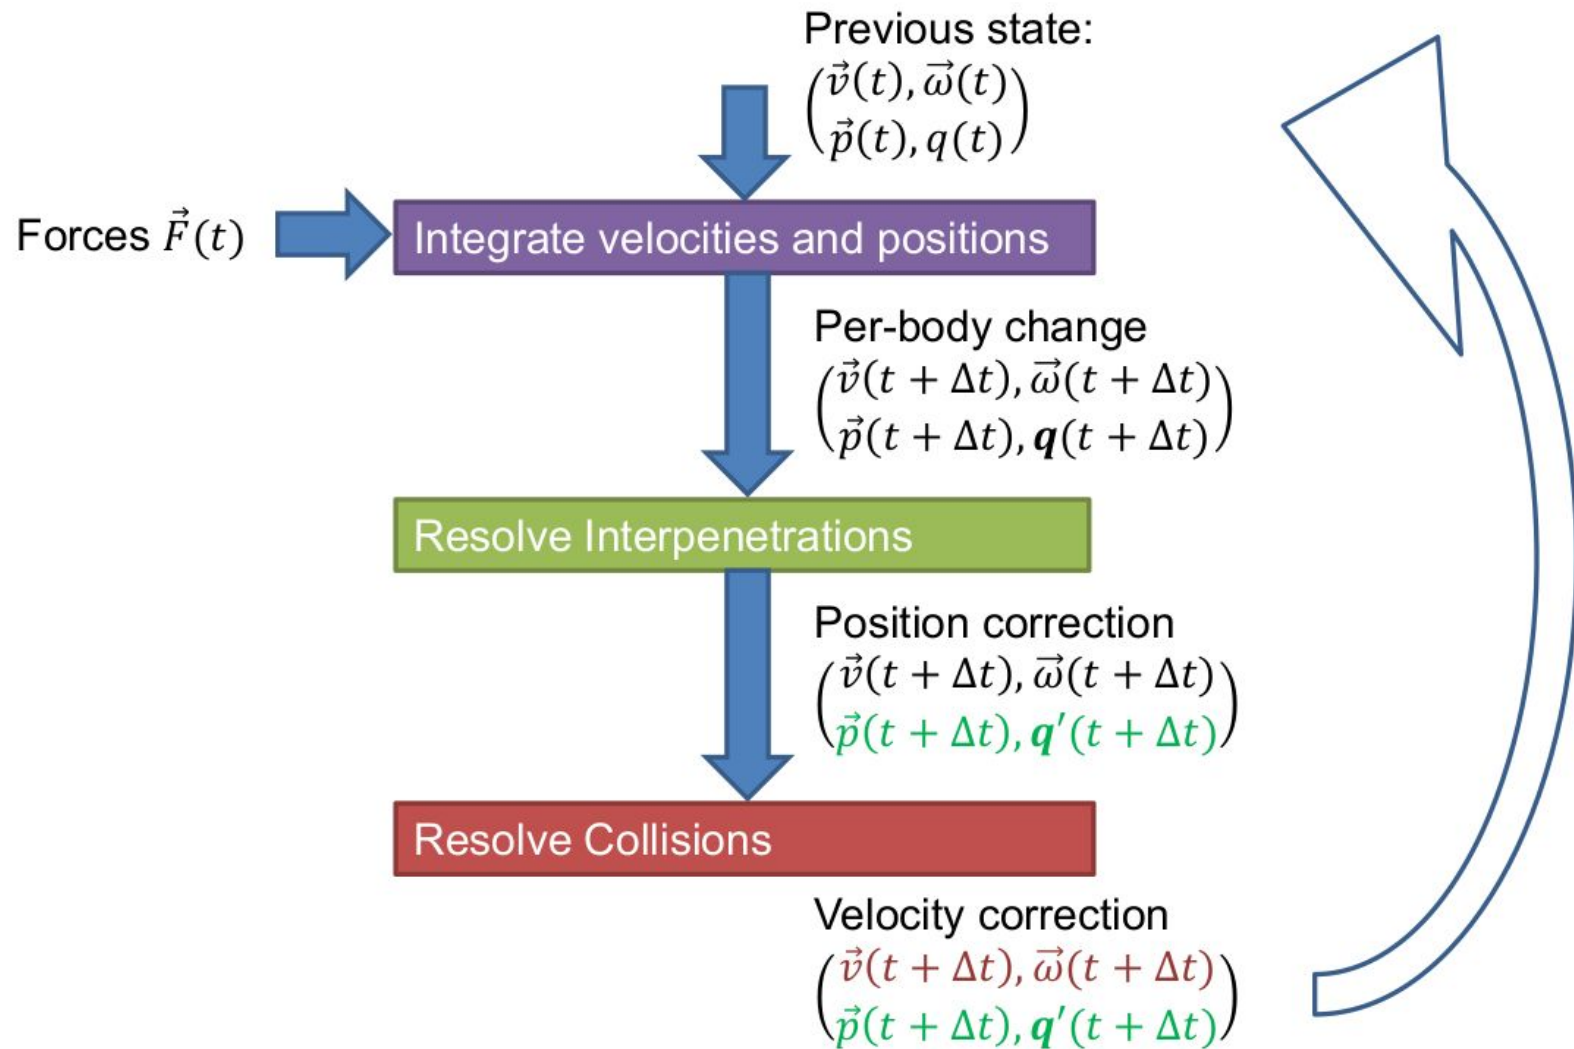 Previous state:
(v⃗(t), ω⃗(t)
p⃗(t), q(t))
Forces F⃗(t)
Integrate velocities and positions
Per-body change
(v⃗(t + Δt), ω⃗(t + Δt)
p⃗(t + Δt), q(t + Δt))
Resolve Interpenetrations
Position correction
(v⃗(t + Δt), ω⃗(t + Δt)
p⃗(t + Δt), q′(t + Δt))
Resolve Collisions
Velocity correction
(v⃗(t + Δt), ω⃗(t + Δt)
p⃗(t + Δt), q′(t + Δt))